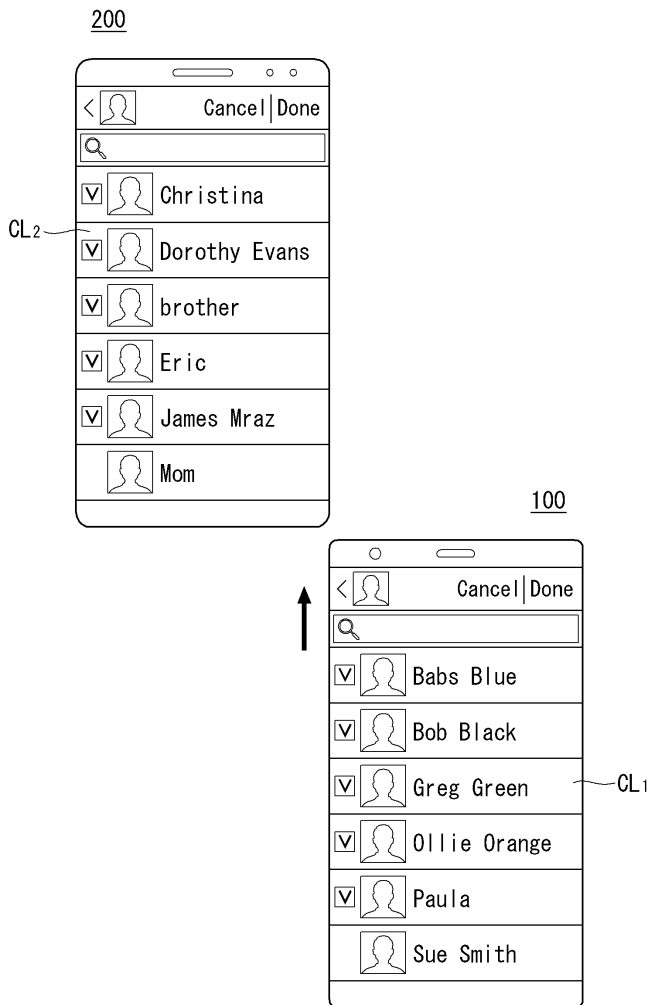 200
Cancel|Done
V Christina
CL2
V Dorothy Evans
V brother
V Eric
V James Mraz
Mom
100
Cancel|Done
V Babs Blue
V Bob Black
V Greg Green
CL1
V Ollie Orange
V Paula
Sue Smith